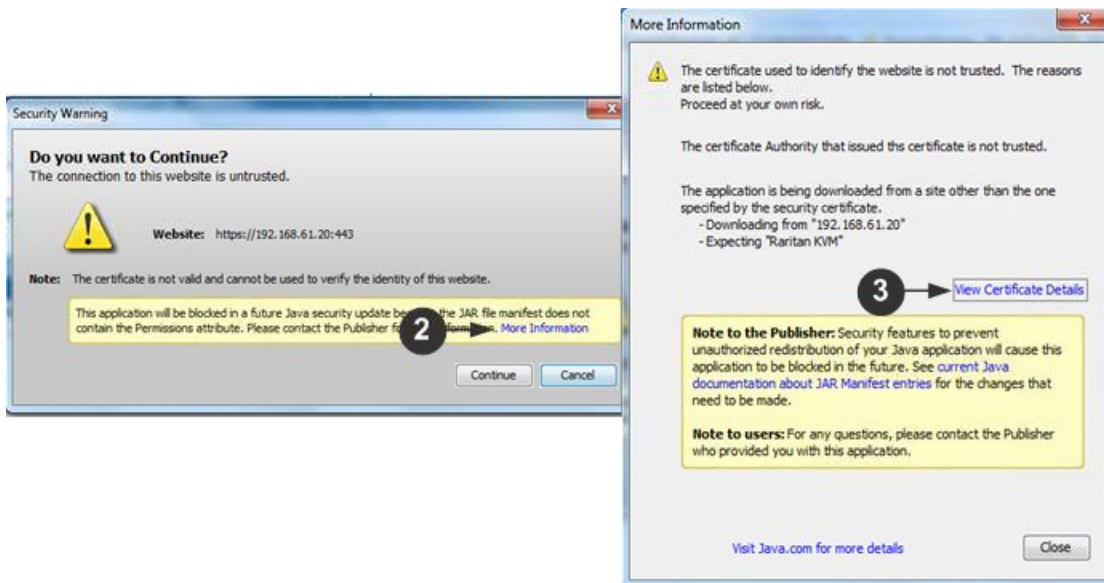 Security Warning
Do you want to Continue?
The connection to this website is untrusted.
Website: https://192.168.61.20:443
Note: The certificate is not valid and cannot be used to verify the identity of this website.
This application will be blocked in a future Java security update the JAR file manifest does not
contain the Permissions attribute. Please contact the Publisher More Information
2
Continue
Cancel
More Information
The certificate used to identify the website is not trusted. The reasons
are listed below.
Proceed at your own risk.
The certificate Authority that issued ths certificate is not trusted.
The application is being downloaded from a site other than the one
specified by the security certificate.
- Downloading from "192.168.61.20"
- Expecting "Raritan KVM"
3
View Certificate Details
Note to the Publisher: Security features to prevent
unauthorized redistribution of your Java application will cause this
application to be blocked in the future. See current Java
documentation about JAR Manifest entries for the changes that
need to be made.
Note to users: For any questions, please contact the Publisher
who provided you with this application.
Visit Java.com for more details
Close